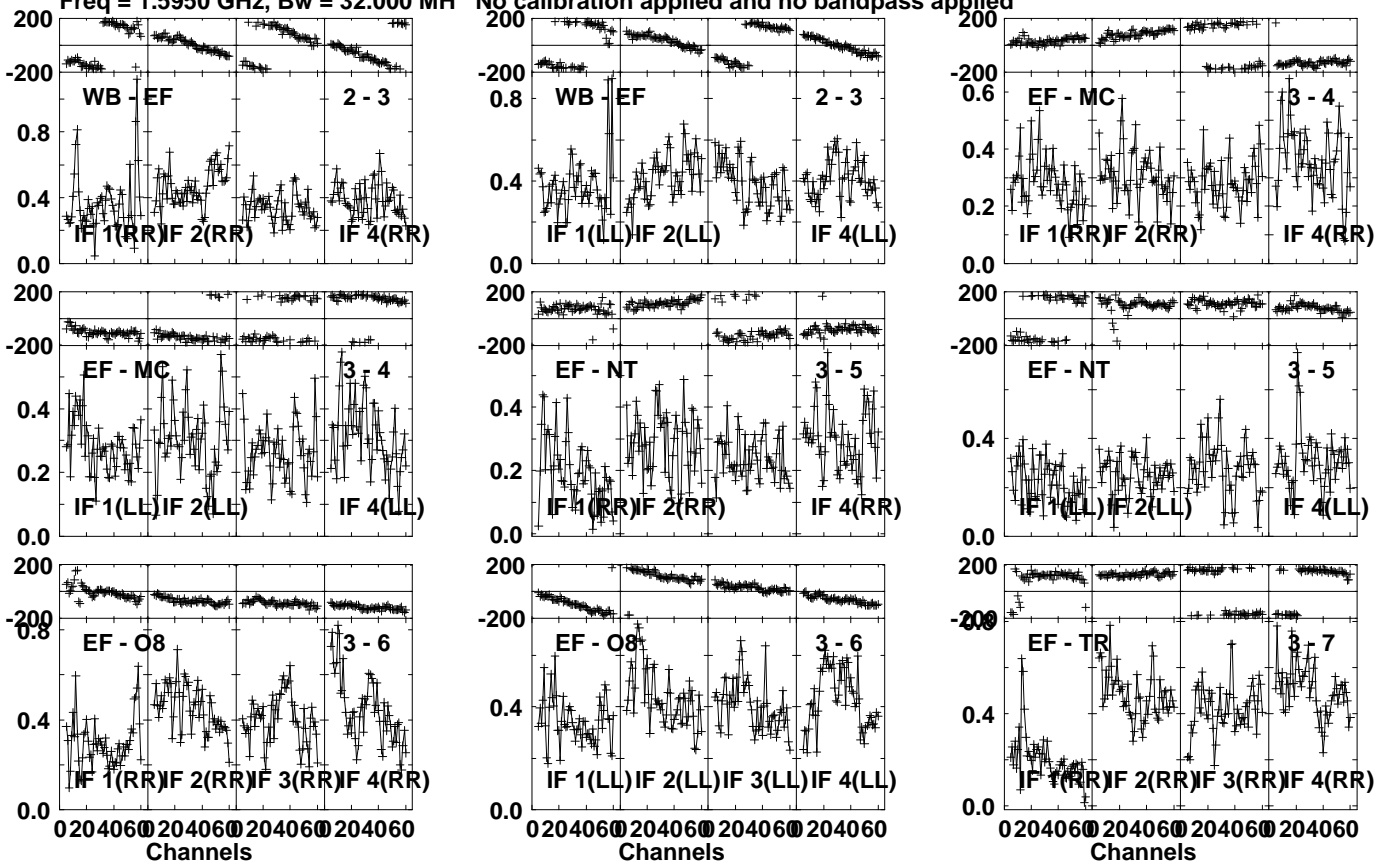 Freq = 1.5950 GHz, Bw = 32.000 MH No calibration applied and no bandpass applied
200
-200
WB - EF 2 - 3
0.8
0.4
0.0
IF 1(RR) IF 2(RR) IF 4(RR)
WB - EF 2 - 3
0.8
0.4
0.0
IF 1(LL) IF 2(LL) IF 4(LL)
200
-200
EF - MC 3 - 4
0.6
0.4
0.2
0.0
IF 1(RR) IF 2(RR) IF 4(RR)
200
-200
EF - MC 3 - 4
0.4
0.2
0.0
IF 1(LL) IF 2(LL) IF 4(LL)
200
-200
EF - NT 3 - 5
0.4
0.2
0.0
IF 1(RR) IF 2(RR) IF 4(RR)
200
-200
EF - NT 3 - 5
0.4
0.0
IF 1(LL) IF 2(LL) IF 4(LL)
200
-200
0.8
EF - O8 3 - 6
0.4
0.0
IF 1(RR) IF 2(RR) IF 3(RR) IF 4(RR)
0 20 40 60 0 20 40 60 0 20 40 60 0 20 40 60
Channels
200
-200
EF - O8 3 - 6
0.4
0.0
IF 1(LL) IF 2(LL) IF 3(LL) IF 4(LL)
0 20 40 60 0 20 40 60 0 20 40 60 0 20 40 60
Channels
200
-200
0.8
EF - TR 3 - 7
0.4
0.0
IF 1(RR) IF 2(RR) IF 3(RR) IF 4(RR)
0 20 40 60 0 20 40 60 0 20 40 60 0 20 40 60
Channels